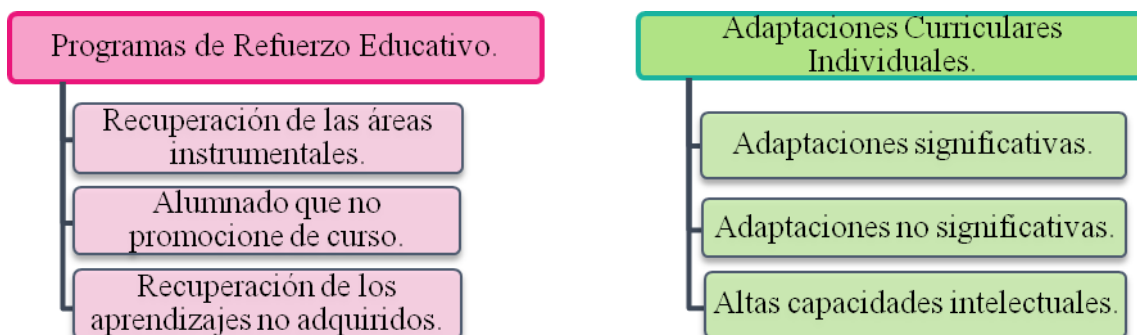 Programas de Refuerzo Educativo.
Recuperación de las áreas
instrumentales.
Alumnado que no
promocione de curso.
Recuperación de los
aprendizajes no adquiridos.
Adaptaciones Curriculares
Individuales.
Adaptaciones significativas.
Adaptaciones no significativas.
Altas capacidades intelectuales.